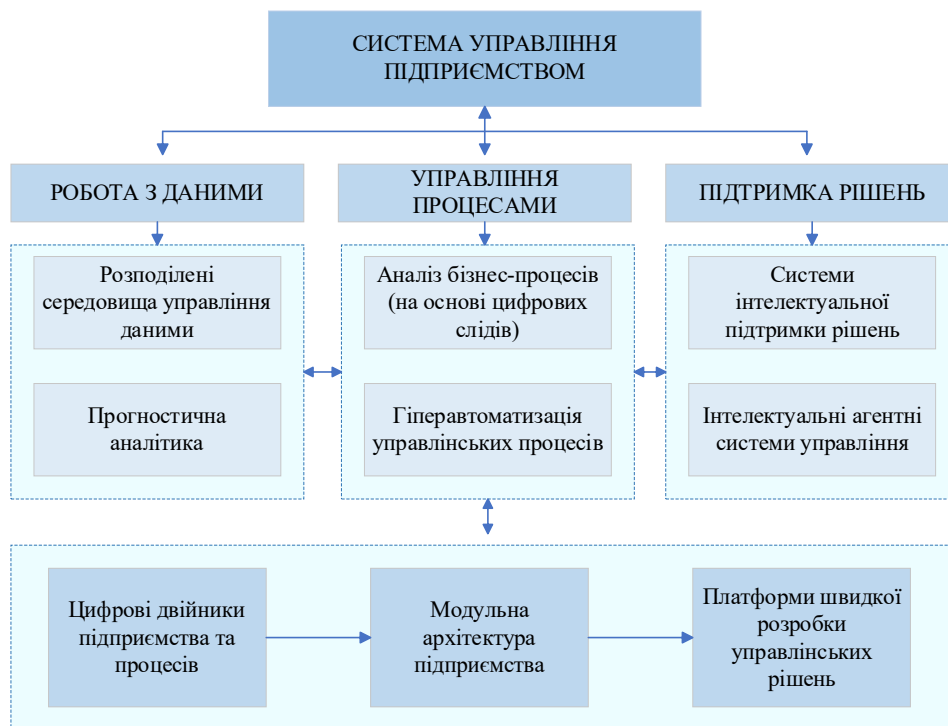 СИСТЕМА УПРАВЛІННЯ
ПІДПРИЄМСТВОМ
РОБОТА З ДАНИМИ
УПРАВЛІННЯ
ПРОЦЕСАМИ
ПІДТРИМКА РІШЕНЬ
Розподілені
середовища управління
даними
Аналіз бізнес-процесів
(на основі цифрових
слідів)
Системи
інтелектуальної
підтримки рішень
Прогностична
аналітика
Гіперавтоматизація
управлінських процесів
Інтелектуальні агентні
системи управління
Цифрові двійники
підприємства та
процесів
Модульна
архітектура
підприємства
Платформи швидкої
розробки
управлінських
рішень